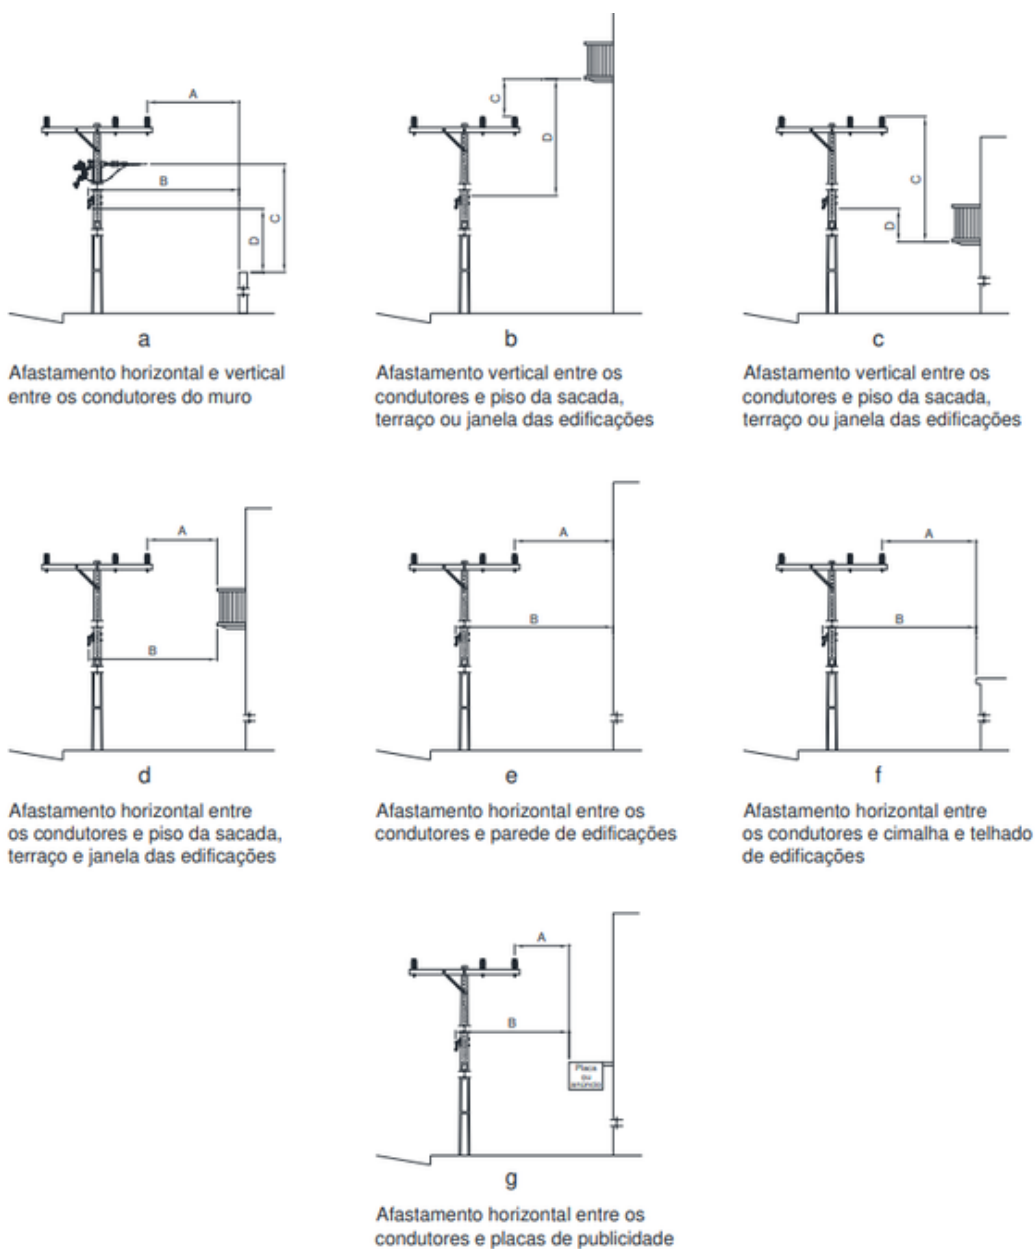 A
B
C
D
a
Afastamento horizontal e vertical
entre os condutores do muro
C
D
b
Afastamento vertical entre os
condutores e piso da sacada,
terraço ou janela das edificações
C
D
c
Afastamento vertical entre os
condutores e piso da sacada,
terraço ou janela das edificações
A
B
d
Afastamento horizontal entre
os condutores e piso da sacada,
terraço e janela das edificações
A
B
e
Afastamento horizontal entre os
condutores e parede de edificações
A
B
f
Afastamento horizontal entre
os condutores e cimalha e telhado
de edificações
A
B
Placa
ou
anúncio
g
Afastamento horizontal entre os
condutores e placas de publicidade